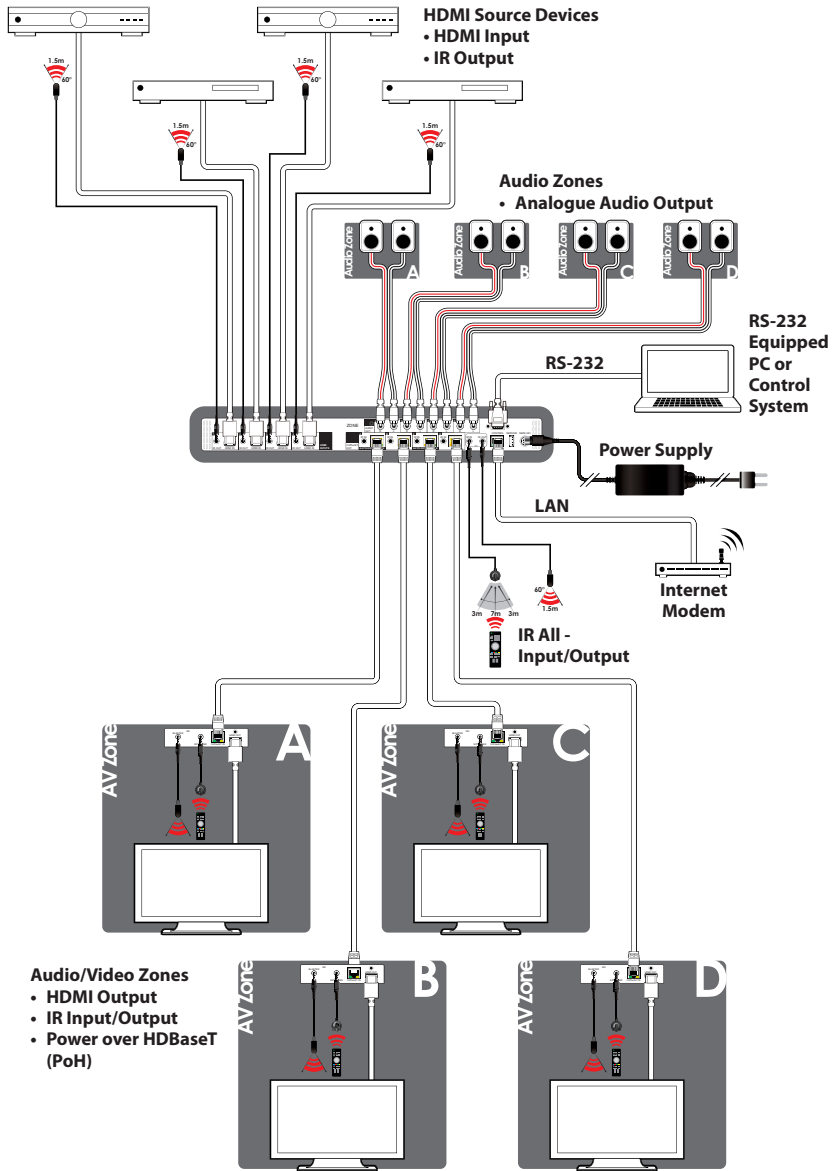 HDMI Source Devices
• HDMI Input
• IR Output
1.5m
60°
1.5m
60°
1.5m
60°
1.5m
60°
Audio Zones
• Analogue Audio Output
Audio Zone
A
Audio Zone
B
Audio Zone
C
Audio Zone
D
RS-232
Equipped
PC or
Control
System
RS-232
ZONE
Power Supply
LAN
Internet
Modem
60°
1.5m
3m 7m 3m
IR All -
Input/Output
AV Zone
A
AV Zone
C
Audio/Video Zones
• HDMI Output
• IR Input/Output
• Power over HDBaseT
(PoH)
AV Zone
B
AV Zone
D